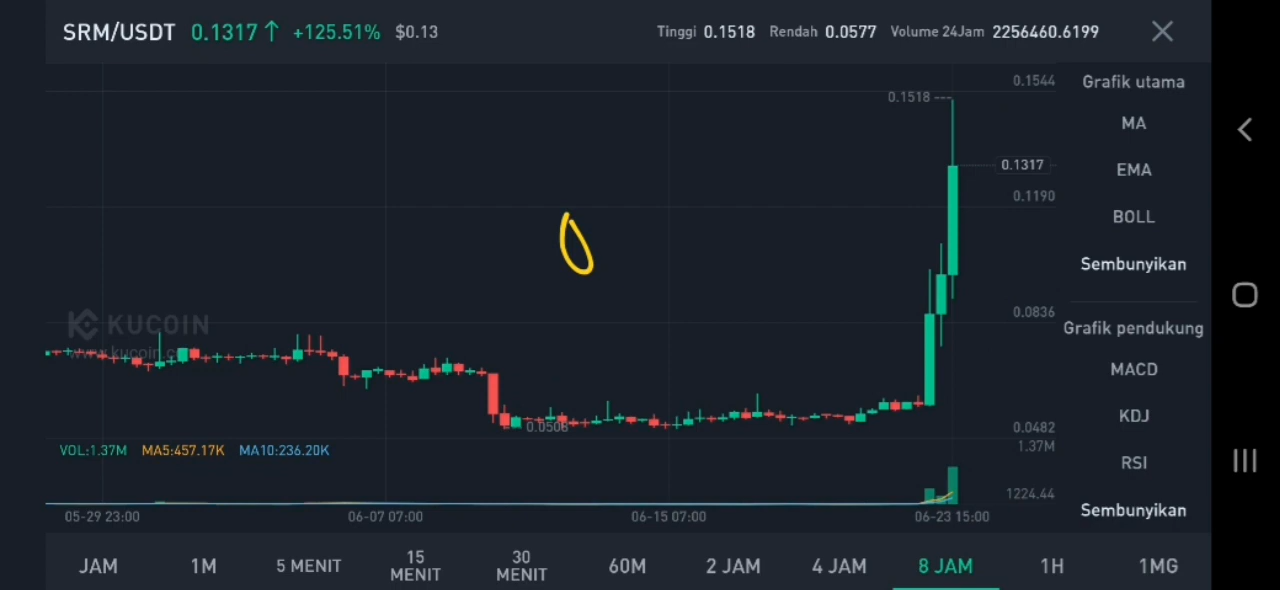 SRM/USDT 0.1317↑ +125.51% $0.13 Tinggi 0.1518 Rendah 0.0577 Volume 24Jam 2256460.6199
0.1544
0.1518
0.1317
0.1190
0.0836
0.0508
0.0482
KUCOIN
www.kucoin.c
VOL:1.37M MA5:457.17K MA10:236.20K
1.37M
1224.44
05-29 23:00 06-07 07:00 06-15 07:00 06-23 15:00
Grafik utama
MA
EMA
BOLL
Sembunyikan
Grafik pendukung
MACD
KDJ
RSI
Sembunyikan
JAM 1M 5 MENIT 15 MENIT 30 MENIT 60M 2 JAM 4 JAM 8 JAM 1H 1MG